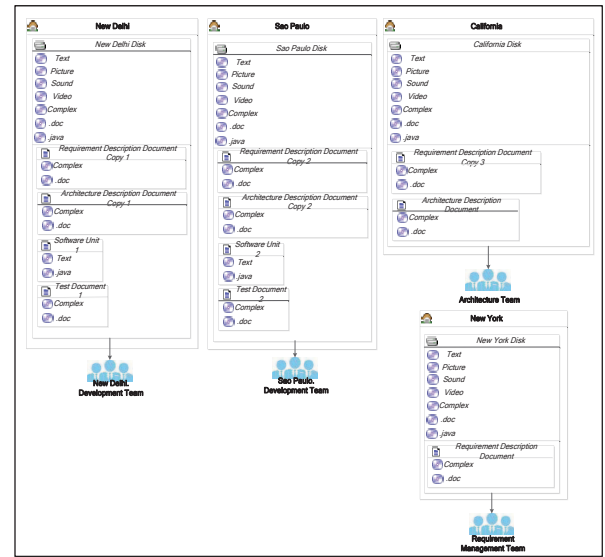 New Delhi
New Delhi Disk
Text
Picture
Sound
Video
Complex
.doc
.java
Requirement Description Document
Copy 1
Complex
.doc
Architecture Description Document
Copy 1
Complex
.doc
Software Unit
1
Text
.java
Test Document
1
Complex
.doc
New Delhi.
Development Team
Sao Paulo
Sao Paulo Disk
Text
Picture
Sound
Video
Complex
.doc
.java
Requirement Description Document
Copy 2
Complex
.doc
Architecture Description Document
Copy 2
Complex
.doc
Software Unit
2
Text
.java
Test Document
2
Complex
.doc
Sao Paulo.
Development Team
California
California Disk
Text
Picture
Sound
Video
Complex
.doc
.java
Requirement Description Document
Copy 3
Complex
.doc
Architecture Description
Document
Complex
.doc
Architecture Team
New York
New York Disk
Text
Picture
Sound
Video
Complex
.doc
.java
Requirement Description
Document
Complex
.doc
Requirement
Management Team